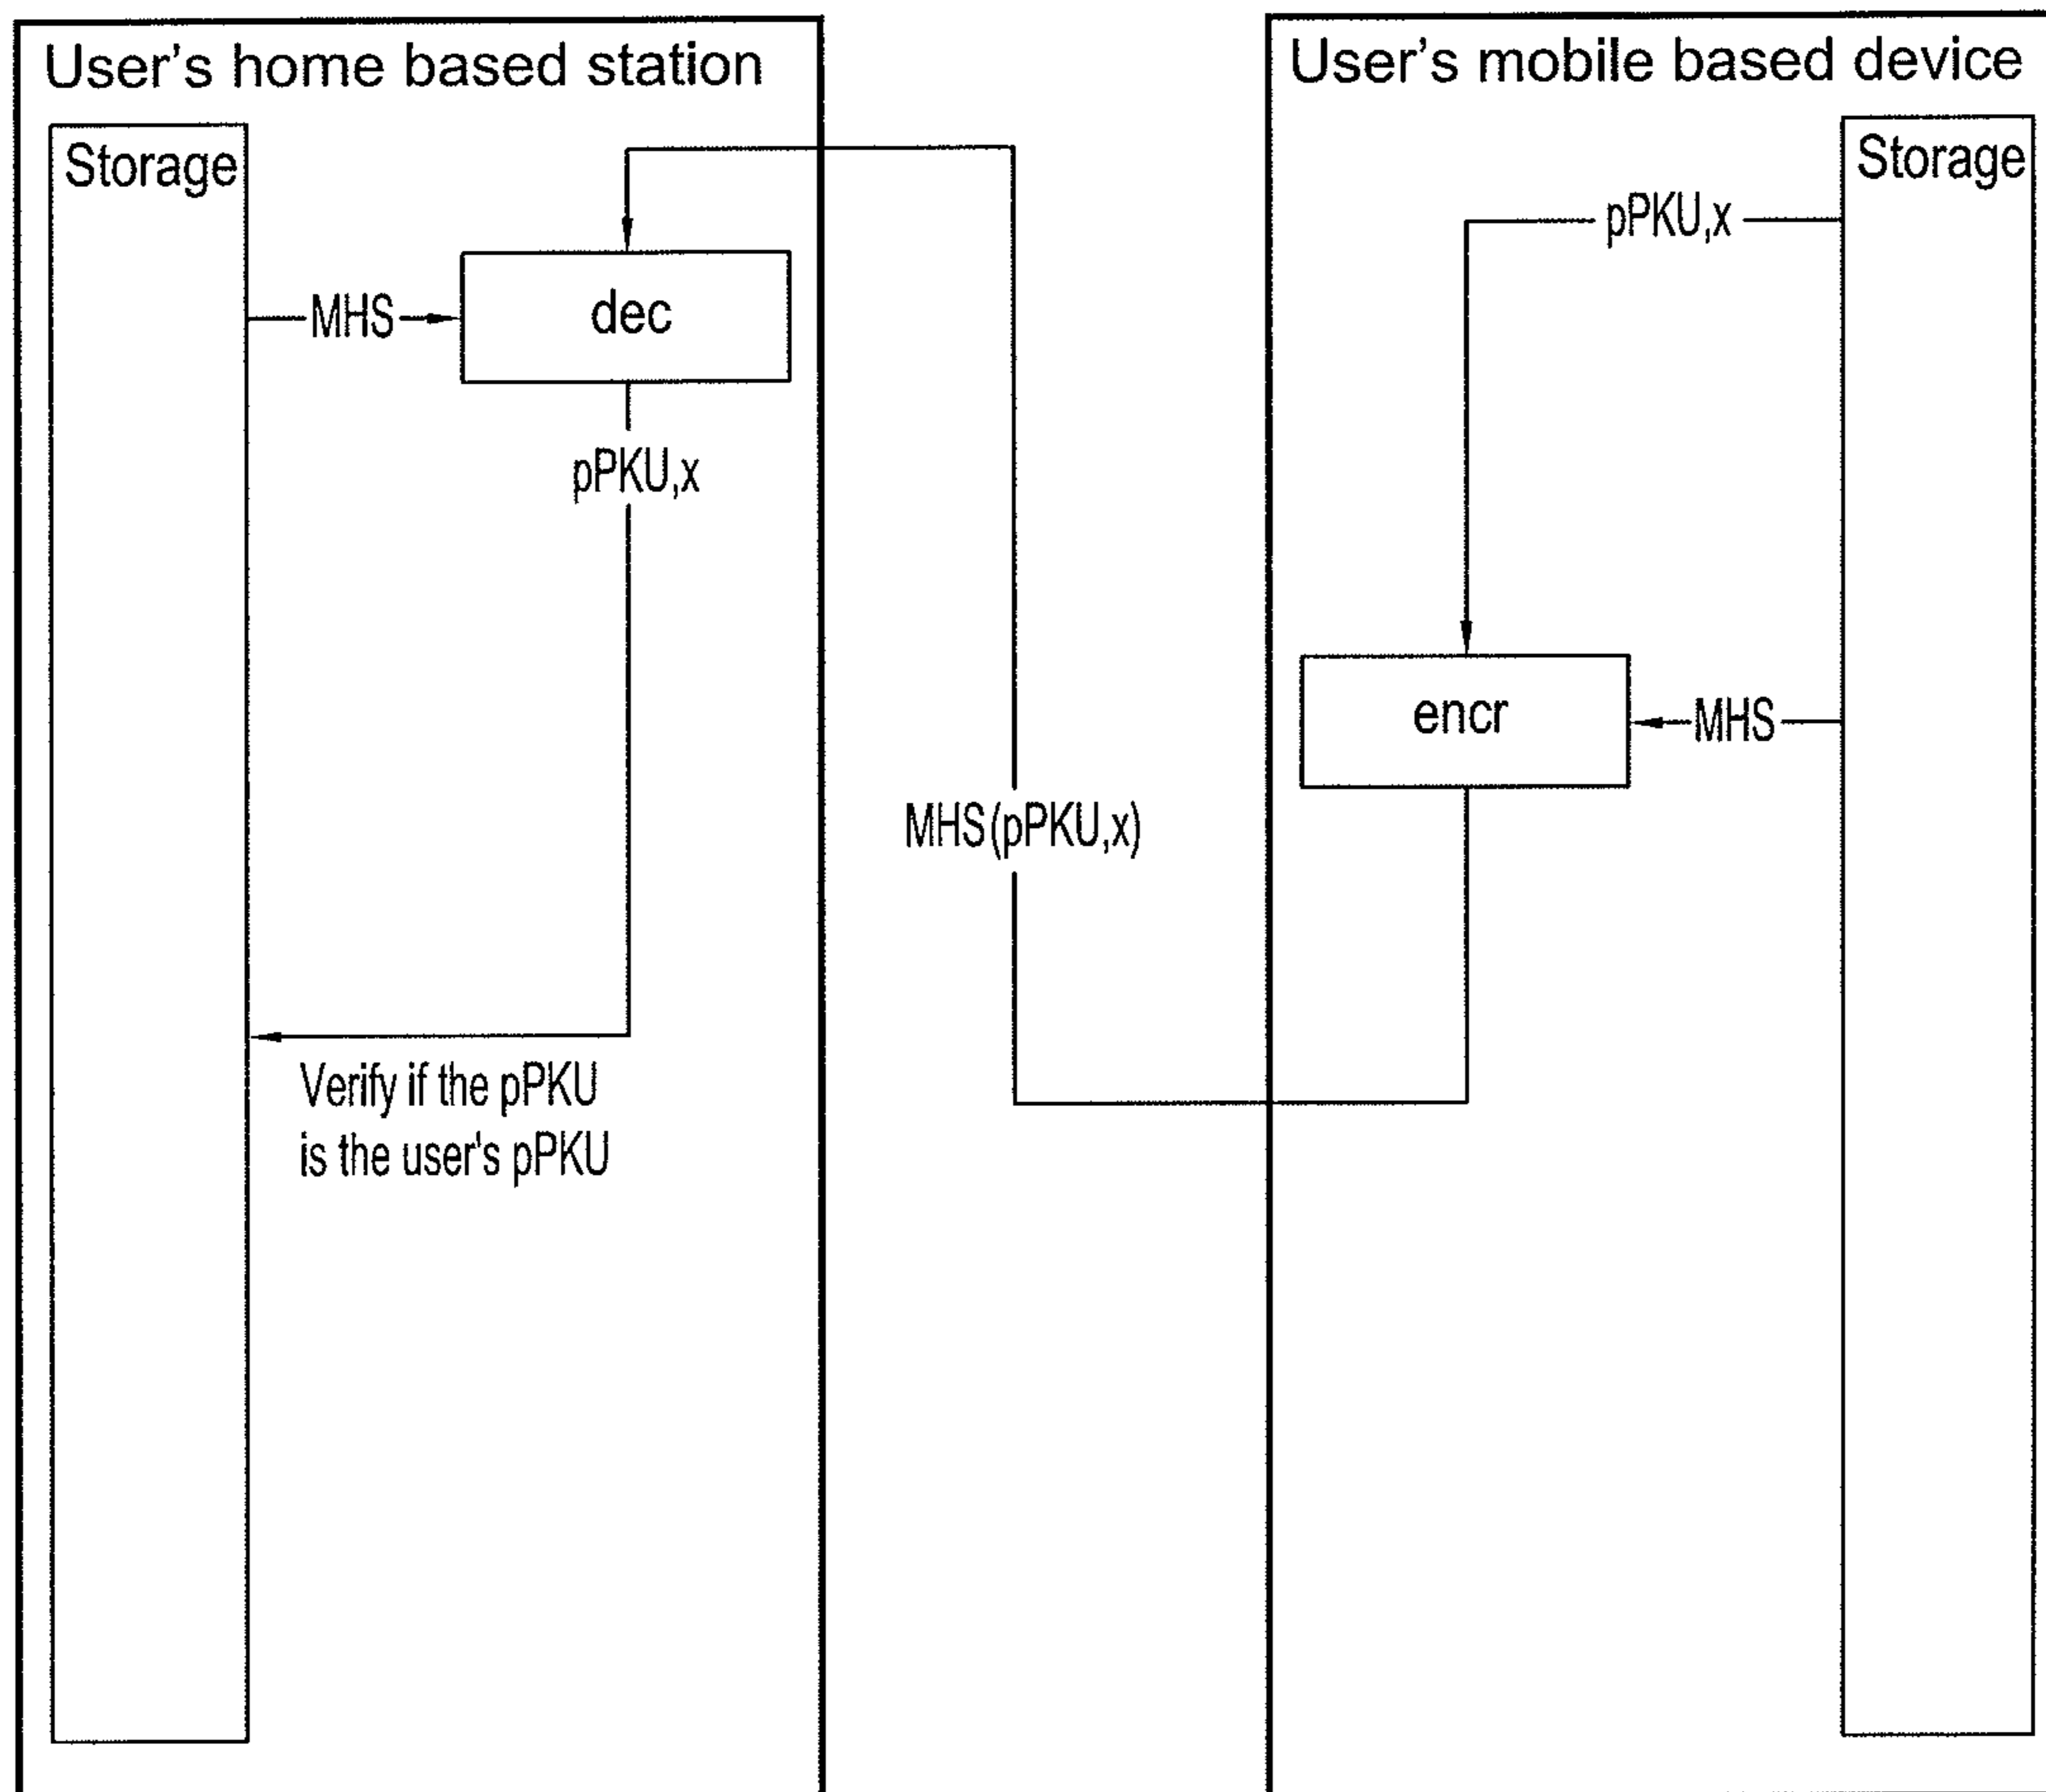 User's home based station
User's mobile based device
Storage
Storage
pPKU,x
MHS
dec
pPKU,x
encr
MHS
MHS(pPKU,x)
Verify if the pPKU
is the user's pPKU